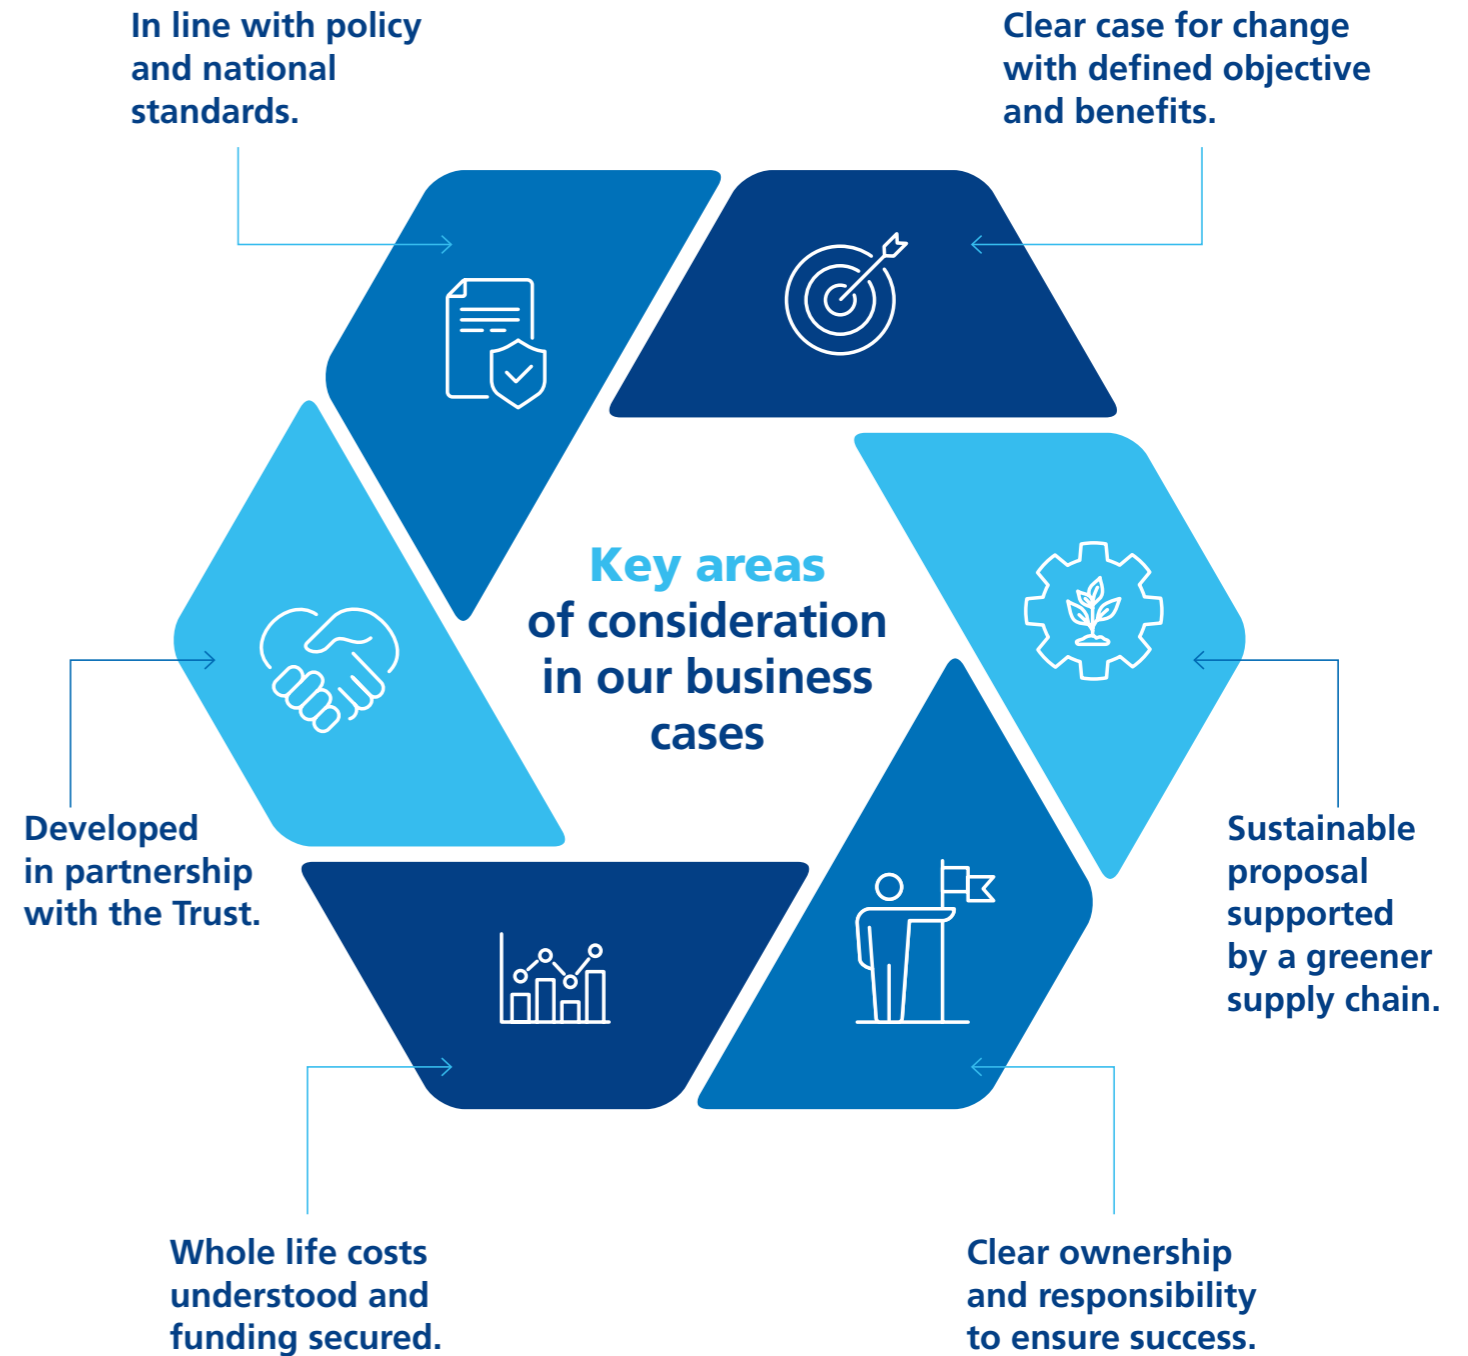 In line with policy
and national
standards.
Clear case for change
with defined objective
and benefits.
Key areas
of consideration
in our business
cases
Developed
in partnership
with the Trust.
Sustainable
proposal
supported
by a greener
supply chain.
Whole life costs
understood and
funding secured.
Clear ownership
and responsibility
to ensure success.